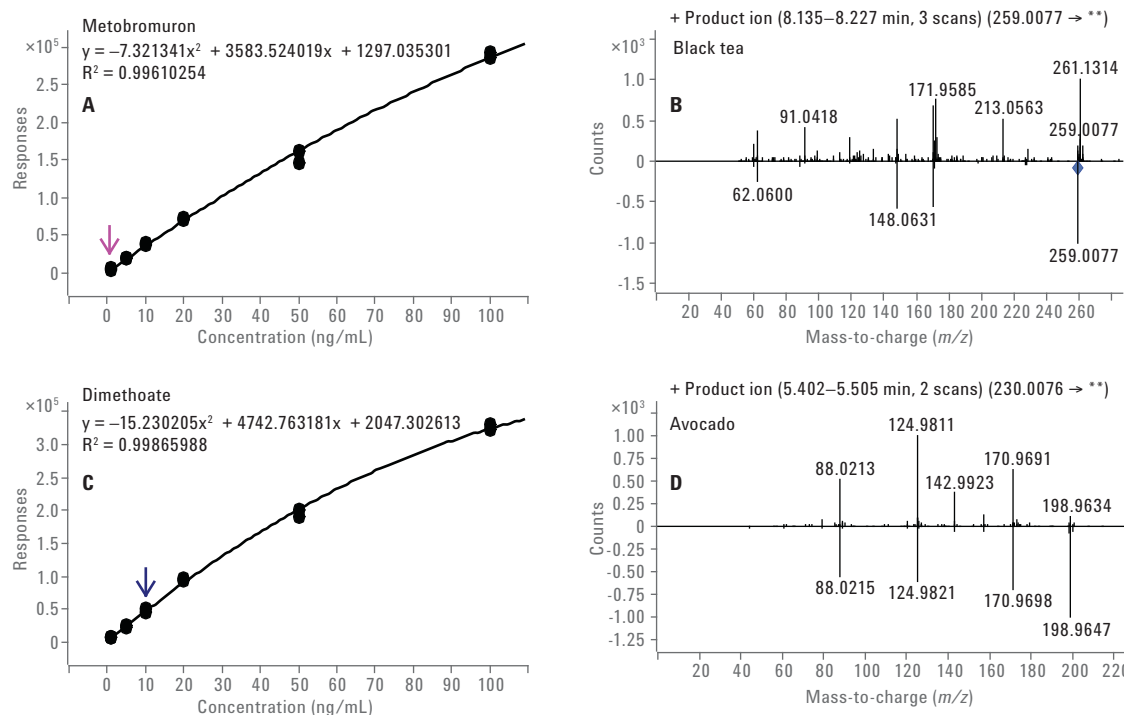 Metobromuron
×10⁵
y = –7.321341x² + 3583.524019x + 1297.035301
R² = 0.99610254
A
Responses
2.5
2.0
1.5
1.0
0.5
0
0 10 20 30 40 50 60 70 80 90 100
Concentration (ng/mL)
+ Product ion (8.135–8.227 min, 3 scans) (259.0077 → **)
×10³
Black tea
B
Counts
1.0
0.5
0
-0.5
-1.0
-1.5
261.1314
171.9585
91.0418
213.0563
259.0077
62.0600
148.0631
259.0077
20 40 60 80 100 120 140 160 180 200 220 240 260
Mass-to-charge (m/z)
Dimethoate
×10⁵
y = –15.230205x² + 4742.763181x + 2047.302613
R² = 0.99865988
C
Responses
3.0
2.5
2.0
1.5
1.0
0.5
0
0 10 20 30 40 50 60 70 80 90 100
Concentration (ng/mL)
+ Product ion (5.402–5.505 min, 2 scans) (230.0076 → **)
×10³
Avocado
D
Counts
1.00
0.75
0.50
0.25
0
-0.25
-0.50
-0.75
-1.00
-1.25
124.9811
170.9691
88.0213
142.9923
198.9634
88.0215
124.9821
170.9698
198.9647
20 40 60 80 100 120 140 160 180 200 220
Mass-to-charge (m/z)